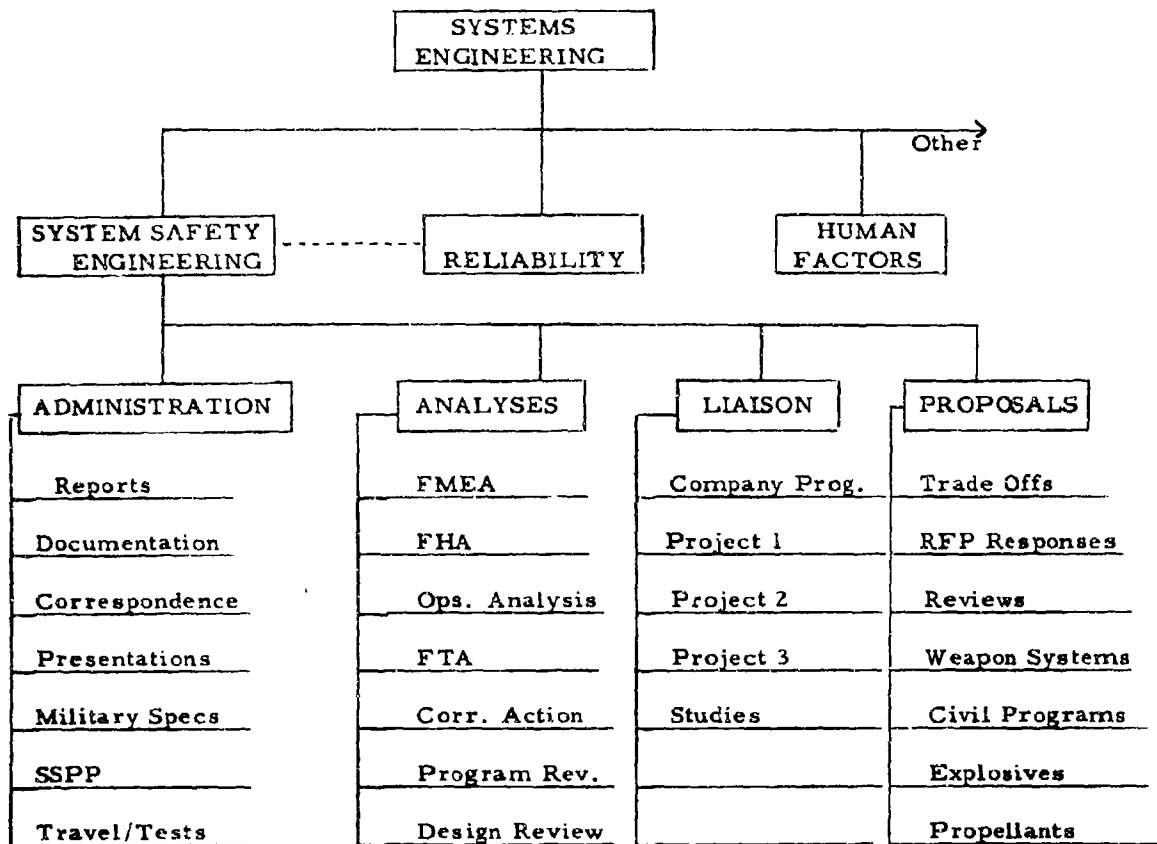 SYSTEMS
ENGINEERING
Other
SYSTEM SAFETY
ENGINEERING
RELIABILITY
HUMAN
FACTORS
ADMINISTRATION
Reports
Documentation
Correspondence
Presentations
Military Specs
SSPP
Travel/Tests
ANALYSES
FMEA
FHA
Ops. Analysis
FTA
Corr. Action
Program Rev.
Design Review
LIAISON
Company Prog.
Project 1
Project 2
Project 3
Studies
PROPOSALS
Trade Offs
RFP Responses
Reviews
Weapon Systems
Civil Programs
Explosives
Propellants